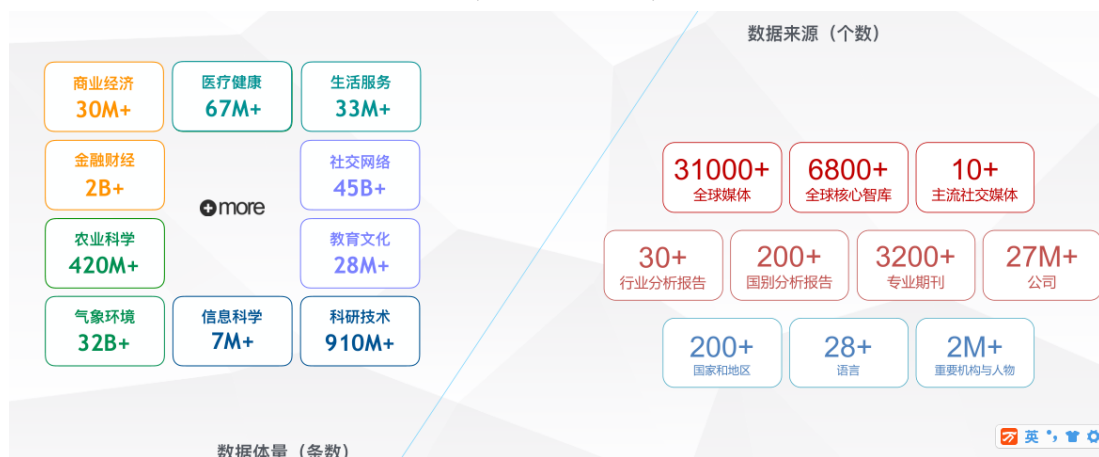 数据来源（个数）
商业经济
30M+
医疗健康
67M+
生活服务
33M+
金融财经
2B+
社交网络
45B+
more
农业科学
420M+
教育文化
28M+
气象环境
32B+
信息科学
7M+
科研技术
910M+
数据体量（条数）
31000+
全球媒体
6800+
全球核心智库
10+
主流社交媒体
30+
行业分析报告
200+
国别分析报告
3200+
专业期刊
27M+
公司
200+
国家和地区
28+
语言
2M+
重要机构与人物
英